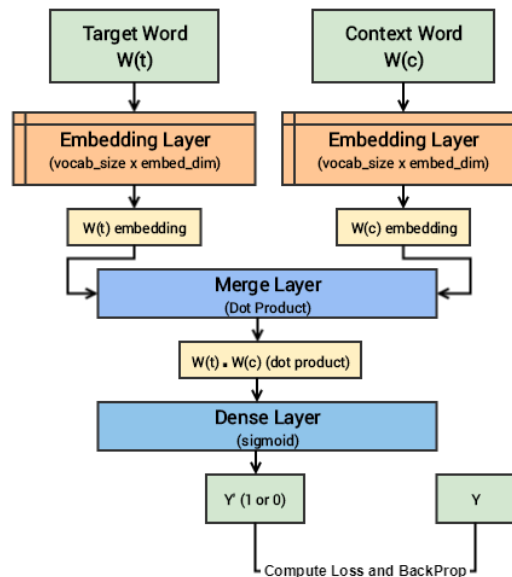 Target Word
W(t)
Context Word
W(c)
Embedding Layer
(vocab_size x embed_dim)
Embedding Layer
(vocab_size x embed_dim)
W(t) embedding
W(c) embedding
Merge Layer
(Dot Product)
W(t) . W(c) (dot product)
Dense Layer
(sigmoid)
Y' (1 or 0)
Y
Compute Loss and BackProp